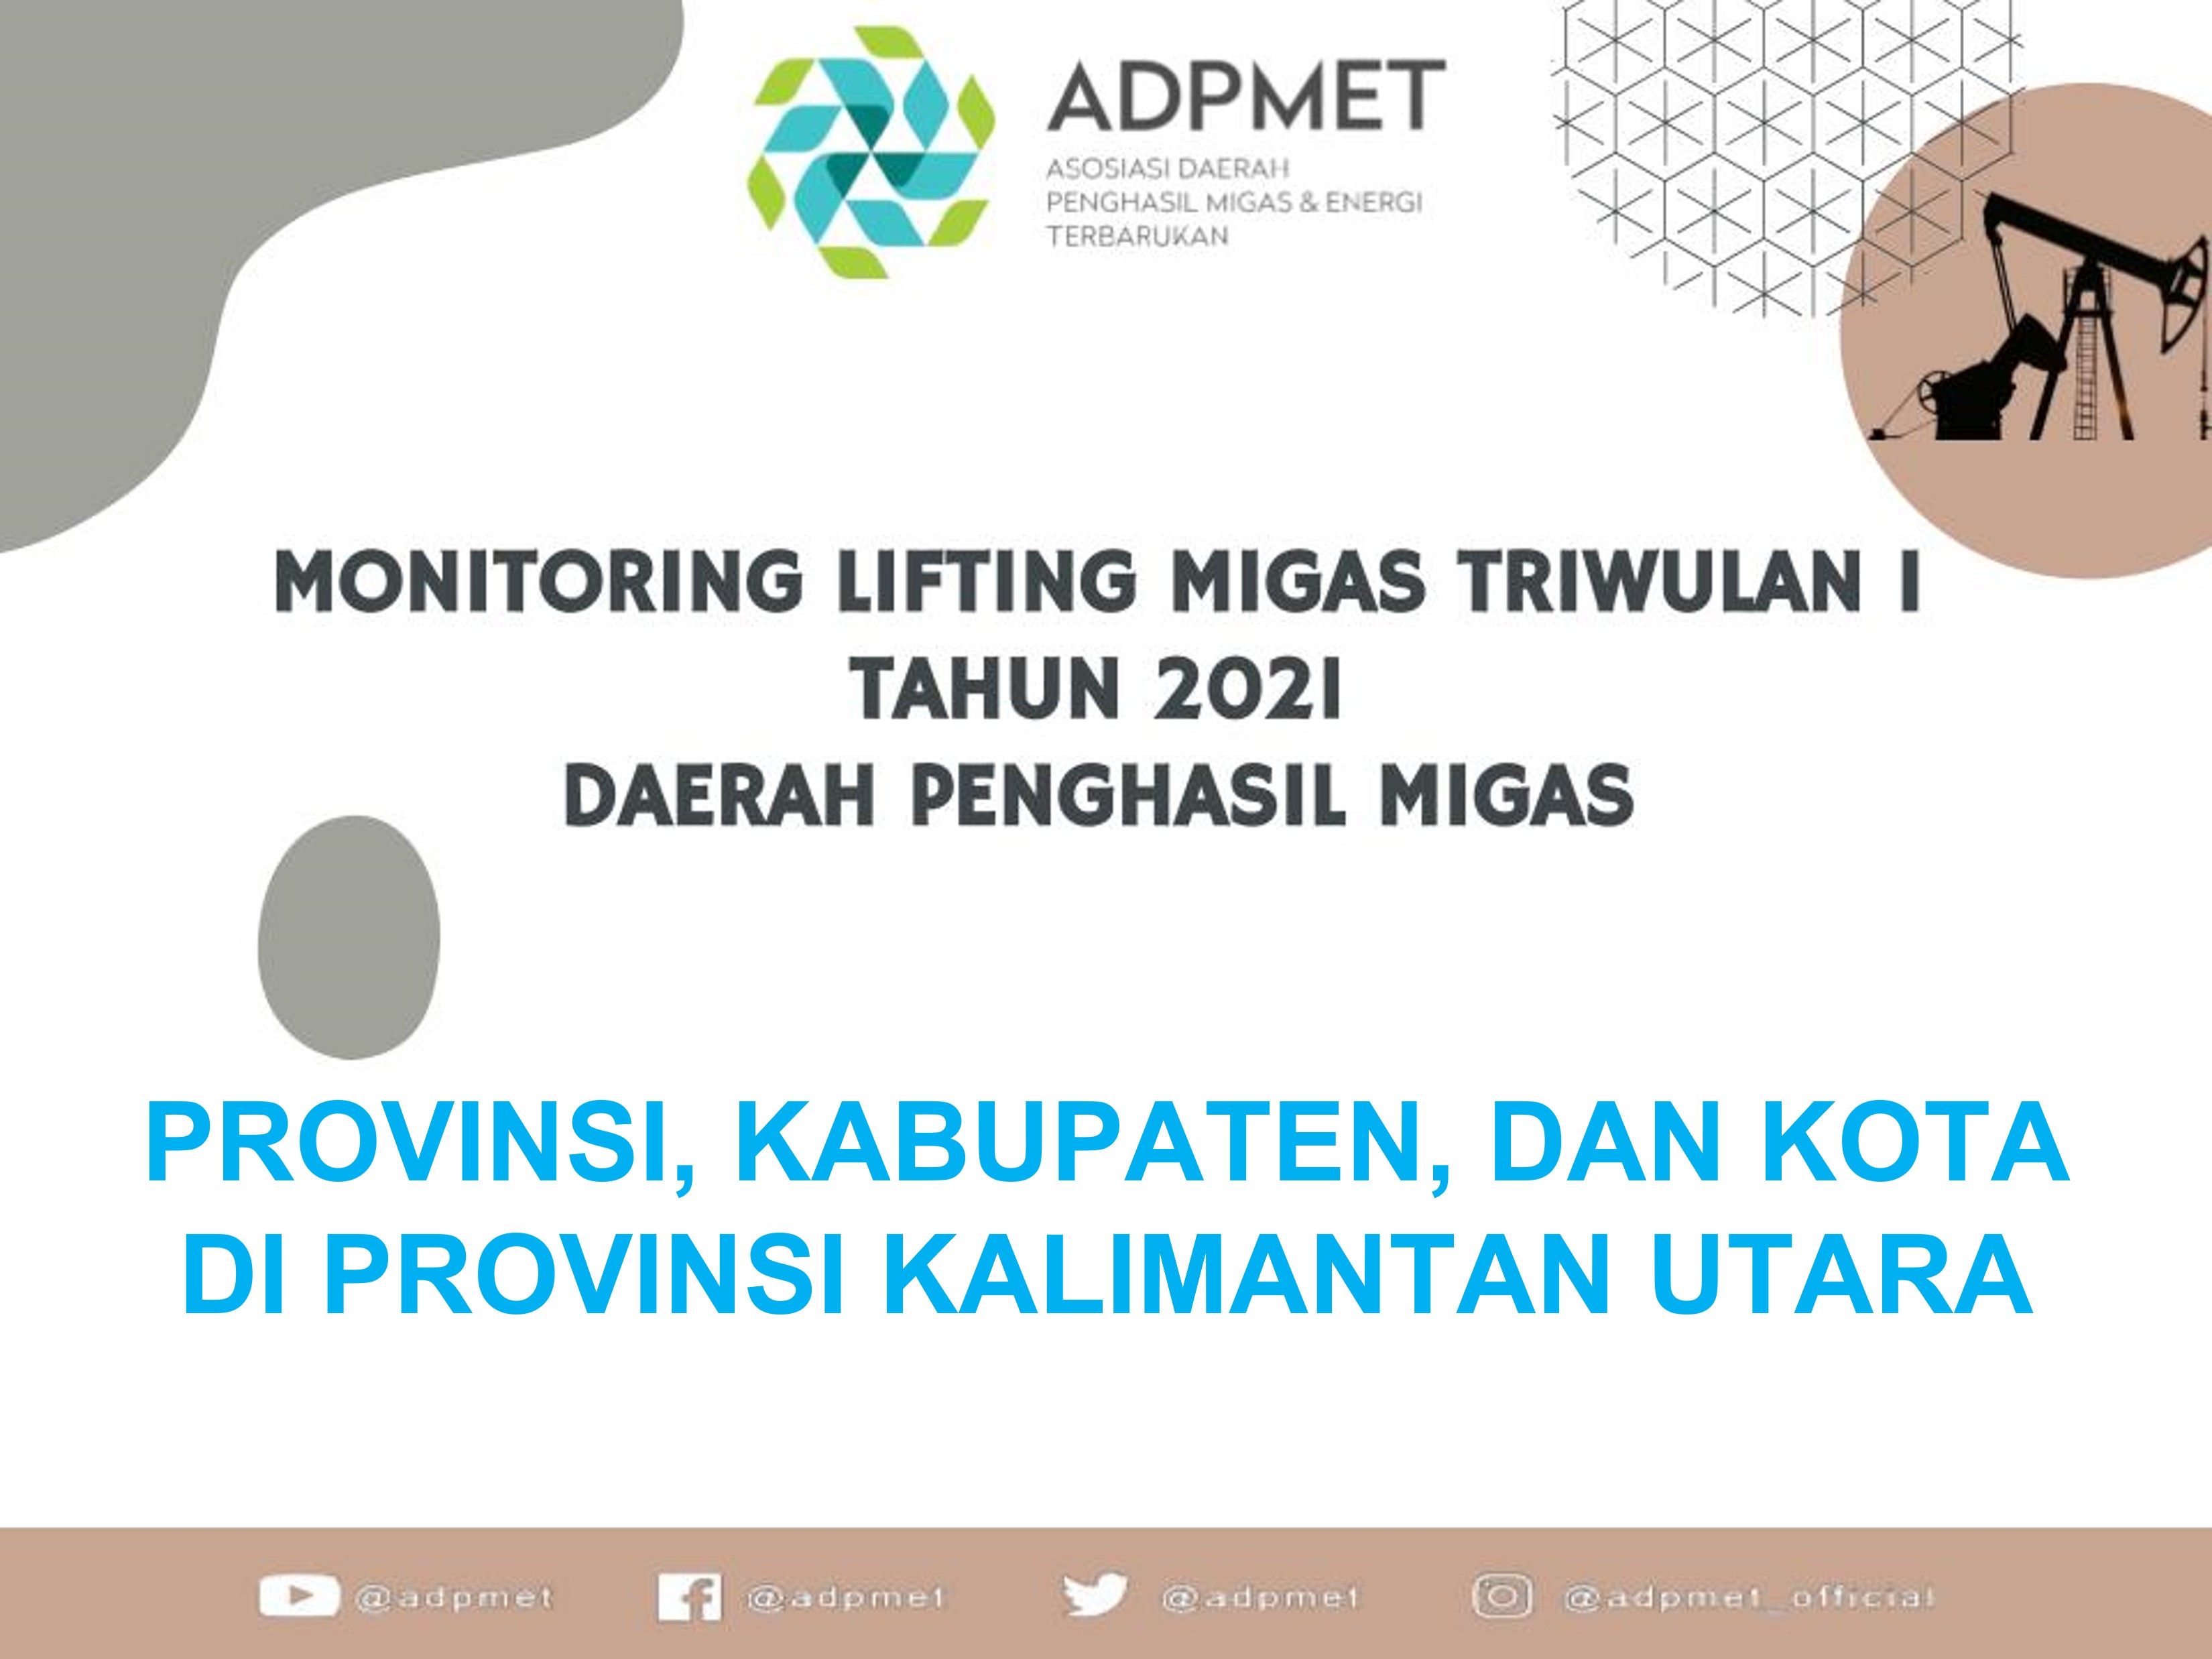 ADPMET
ASOSIASI DAERAH
PENGHASIL MIGAS & ENERGI
TERBARUKAN
MONITORING LIFTING MIGAS TRIWULAN I
TAHUN 2021
DAERAH PENGHASIL MIGAS
PROVINSI, KABUPATEN, DAN KOTA
DI PROVINSI KALIMANTAN UTARA
@adpmet @adpmet @adpmet @adpmet_official